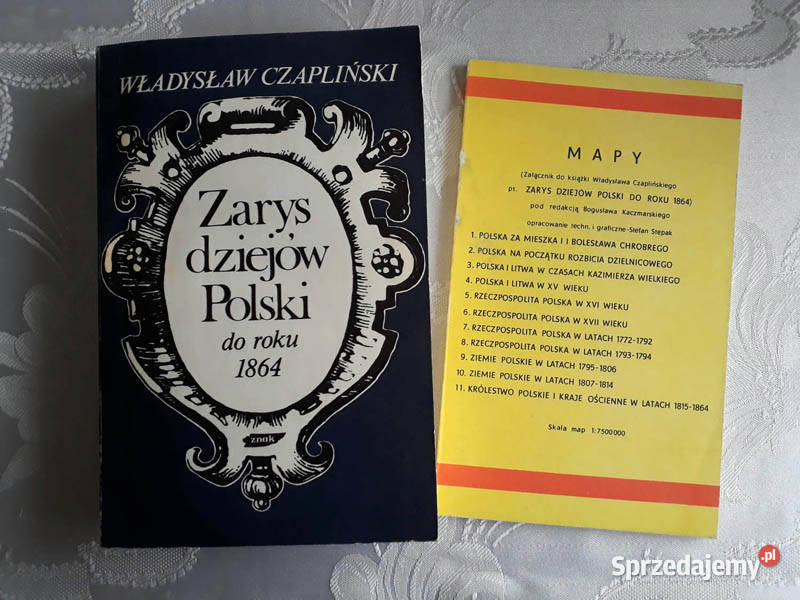 WŁADYSŁAW CZAPLIŃSKI
Zarys
dziejów
Polski
do roku
1864
znak
MAPY
(Załącznik do książki Władysława Czaplińskiego
pt. ZARYS DZIEJÓW POLSKI DO ROKU 1864)
pod redakcją Bogusława Kaczmarskiego
opracowanie techn. i graficzne-Stefan Stępak
1. POLSKA ZA MIESZKA I I BOLESŁAWA CHROBREGO
2. POLSKA NA POCZĄTKU ROZBICIA DZIELNICOWEGO
3. POLSKA I LITWA W CZASACH KAZIMIERZA WIELKIEGO
4. POLSKA I LITWA W XV WIEKU
5. RZECZPOSPOLITA POLSKA W XVI WIEKU
6. RZECZPOSPOLITA POLSKA W XVII WIEKU
7. RZECZPOSPOLITA POLSKA W LATACH 1772-1792
8. RZECZPOSPOLITA POLSKA W LATACH 1793-1794
9. ZIEMIE POLSKIE W LATACH 1795-1806
10. ZIEMIE POLSKIE W LATACH 1807-1814
11. KRÓLESTWO POLSKIE I KRAJE OŚCIENNE W LATACH 1815-1864
Skala map 1:7500000
Sprzedajemy.pl